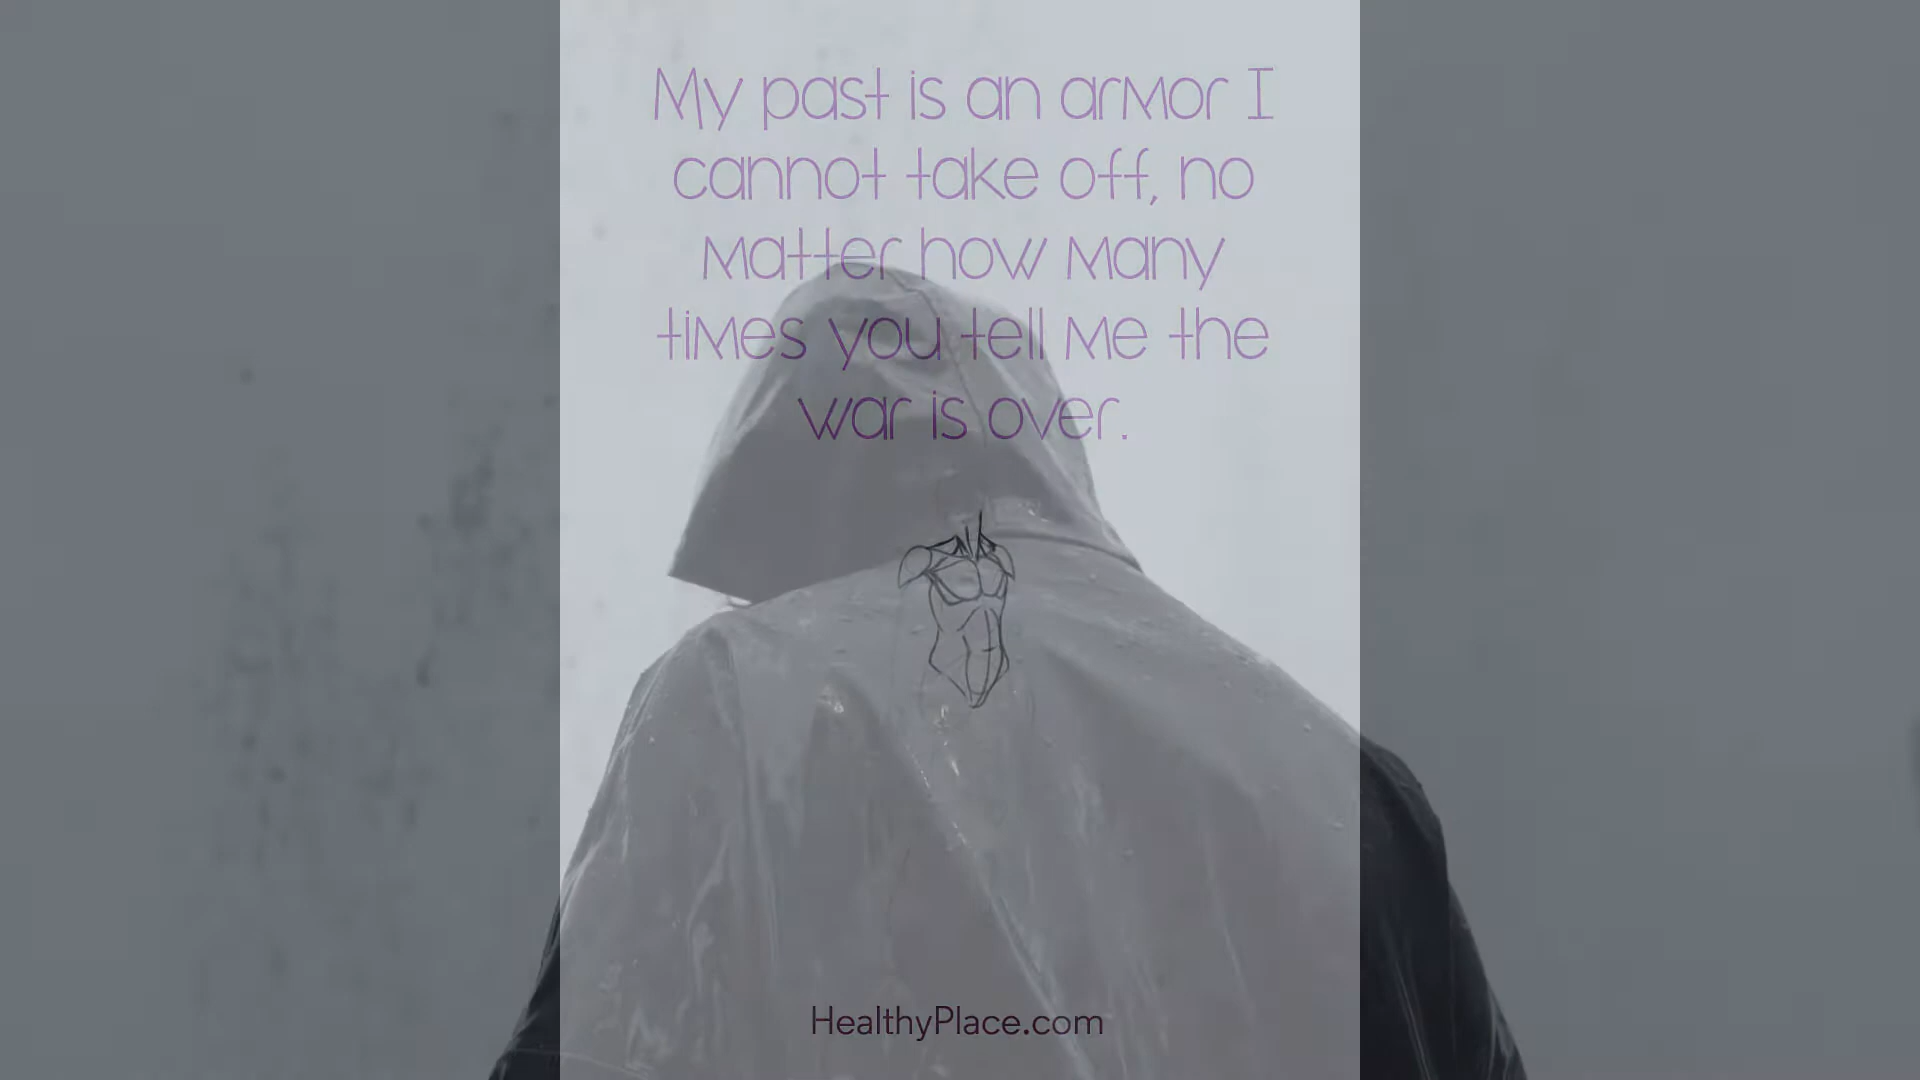 My past is an armor I
cannot take off, no
matter how many
times you tell me the
war is over.
HealthyPlace.com